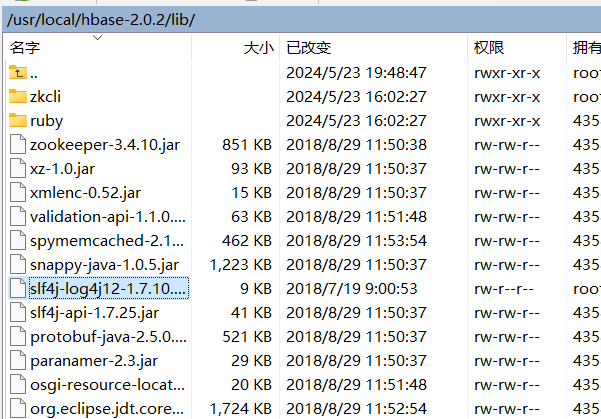 /usr/local/hbase-2.0.2/lib/
名字 大小 已改变 权限 拥有
.. 2024/5/23 19:48:47 rwxr-xr-x roo
zkcli 2024/5/23 16:02:27 rwxr-xr-x roo
ruby 2024/5/23 16:02:27 rwxr-xr-x 435
zookeeper-3.4.10.jar 851 KB 2018/8/29 11:50:38 rw-rw-r-- 435
xz-1.0.jar 93 KB 2018/8/29 11:50:37 rw-rw-r-- 435
xmlenc-0.52.jar 15 KB 2018/8/29 11:50:37 rw-rw-r-- 435
validation-api-1.1.0.... 63 KB 2018/8/29 11:51:48 rw-rw-r-- 435
spymemcached-2.1... 462 KB 2018/8/29 11:53:54 rw-rw-r-- 435
snappy-java-1.0.5.jar 1,223 KB 2018/8/29 11:50:37 rw-rw-r-- 435
slf4j-log4j12-1.7.10.... 9 KB 2018/7/19 9:00:53 rw-r--r-- roo
slf4j-api-1.7.25.jar 41 KB 2018/8/29 11:50:37 rw-rw-r-- 435
protobuf-java-2.5.0.... 521 KB 2018/8/29 11:50:37 rw-rw-r-- 435
paranamer-2.3.jar 29 KB 2018/8/29 11:50:37 rw-rw-r-- 435
osgi-resource-locat... 20 KB 2018/8/29 11:51:48 rw-rw-r-- 435
org.eclipse.jdt.core... 1,724 KB 2018/8/29 11:52:54 rw-rw-r-- 435